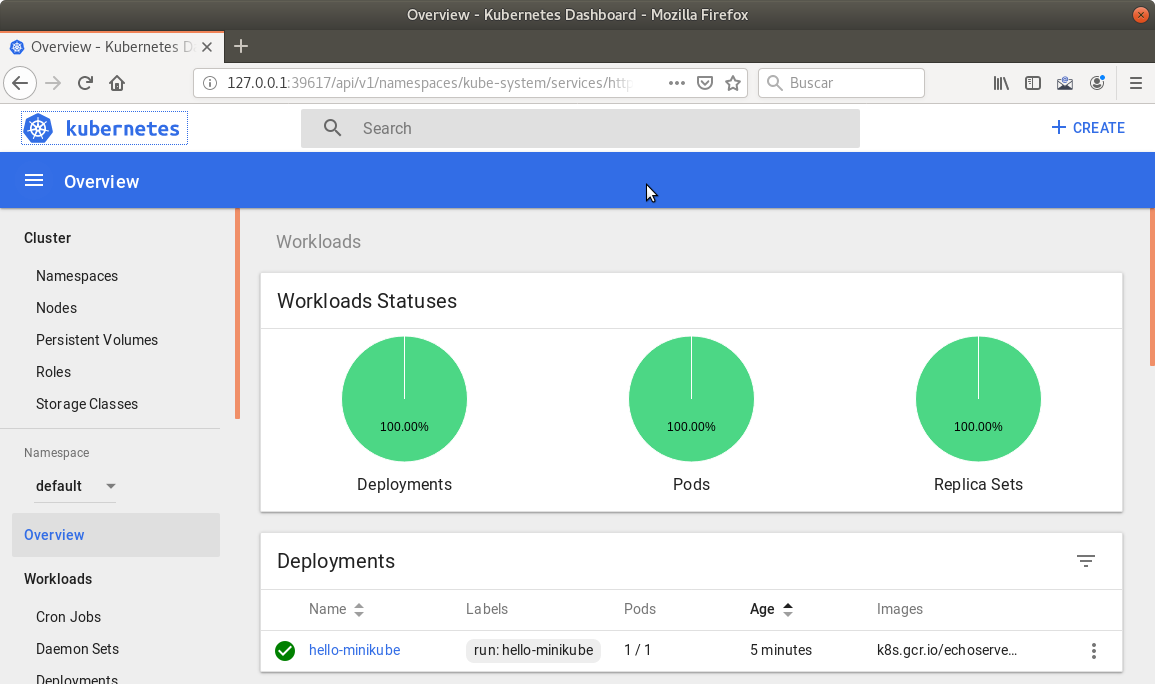 Overview - Kubernetes Dashboard - Mozilla Firefox
Overview - Kubernetes D
127.0.0.1:39617/api/v1/namespaces/kube-system/services/http
Buscar
kubernetes
Search
CREATE
Overview
Cluster
Namespaces
Nodes
Persistent Volumes
Roles
Storage Classes
Namespace
default
Overview
Workloads
Cron Jobs
Daemon Sets
Deployments
Workloads
Workloads Statuses
100.00% 100.00% 100.00%
Deployments Pods Replica Sets
Deployments
Name Labels Pods Age Images
hello-minikube run: hello-minikube 1 / 1 5 minutes k8s.gcr.io/echoserve…